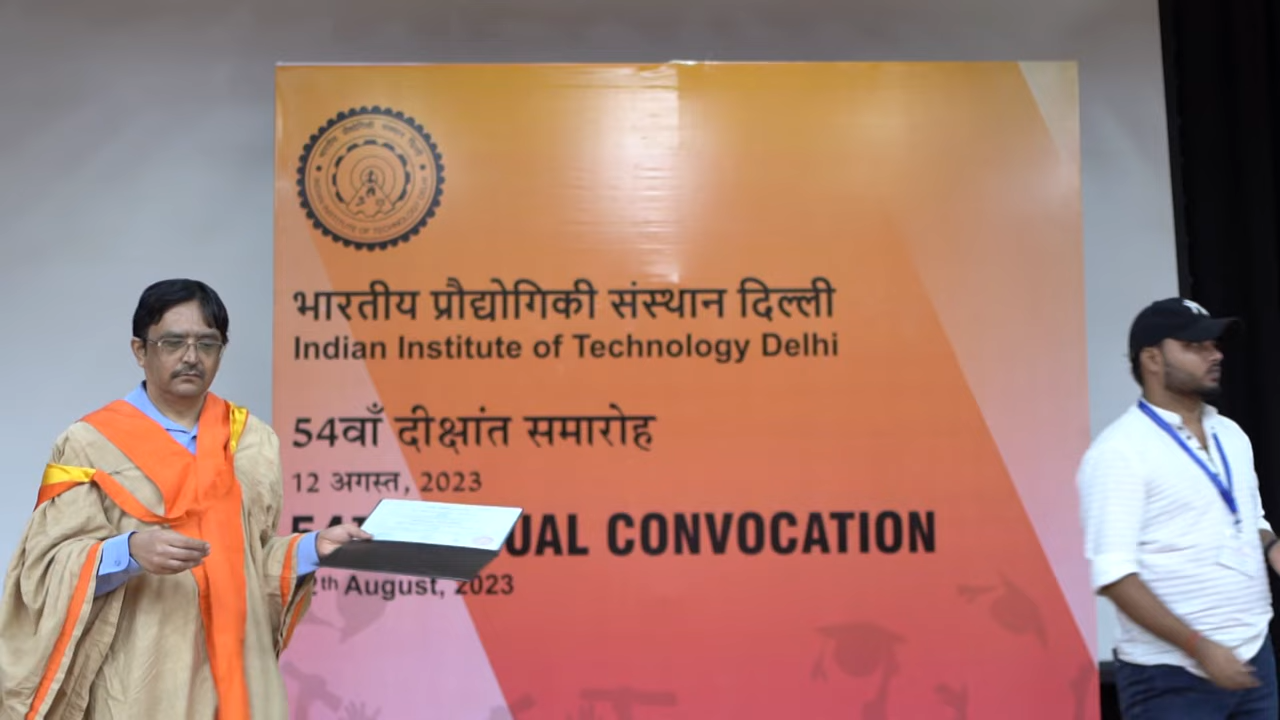 भारतीय प्रौद्योगिकी संस्थान दिल्ली
Indian Institute of Technology Delhi
54वाँ दीक्षांत समारोह
12 अगस्त, 2023
CONVOCATION
August, 2023